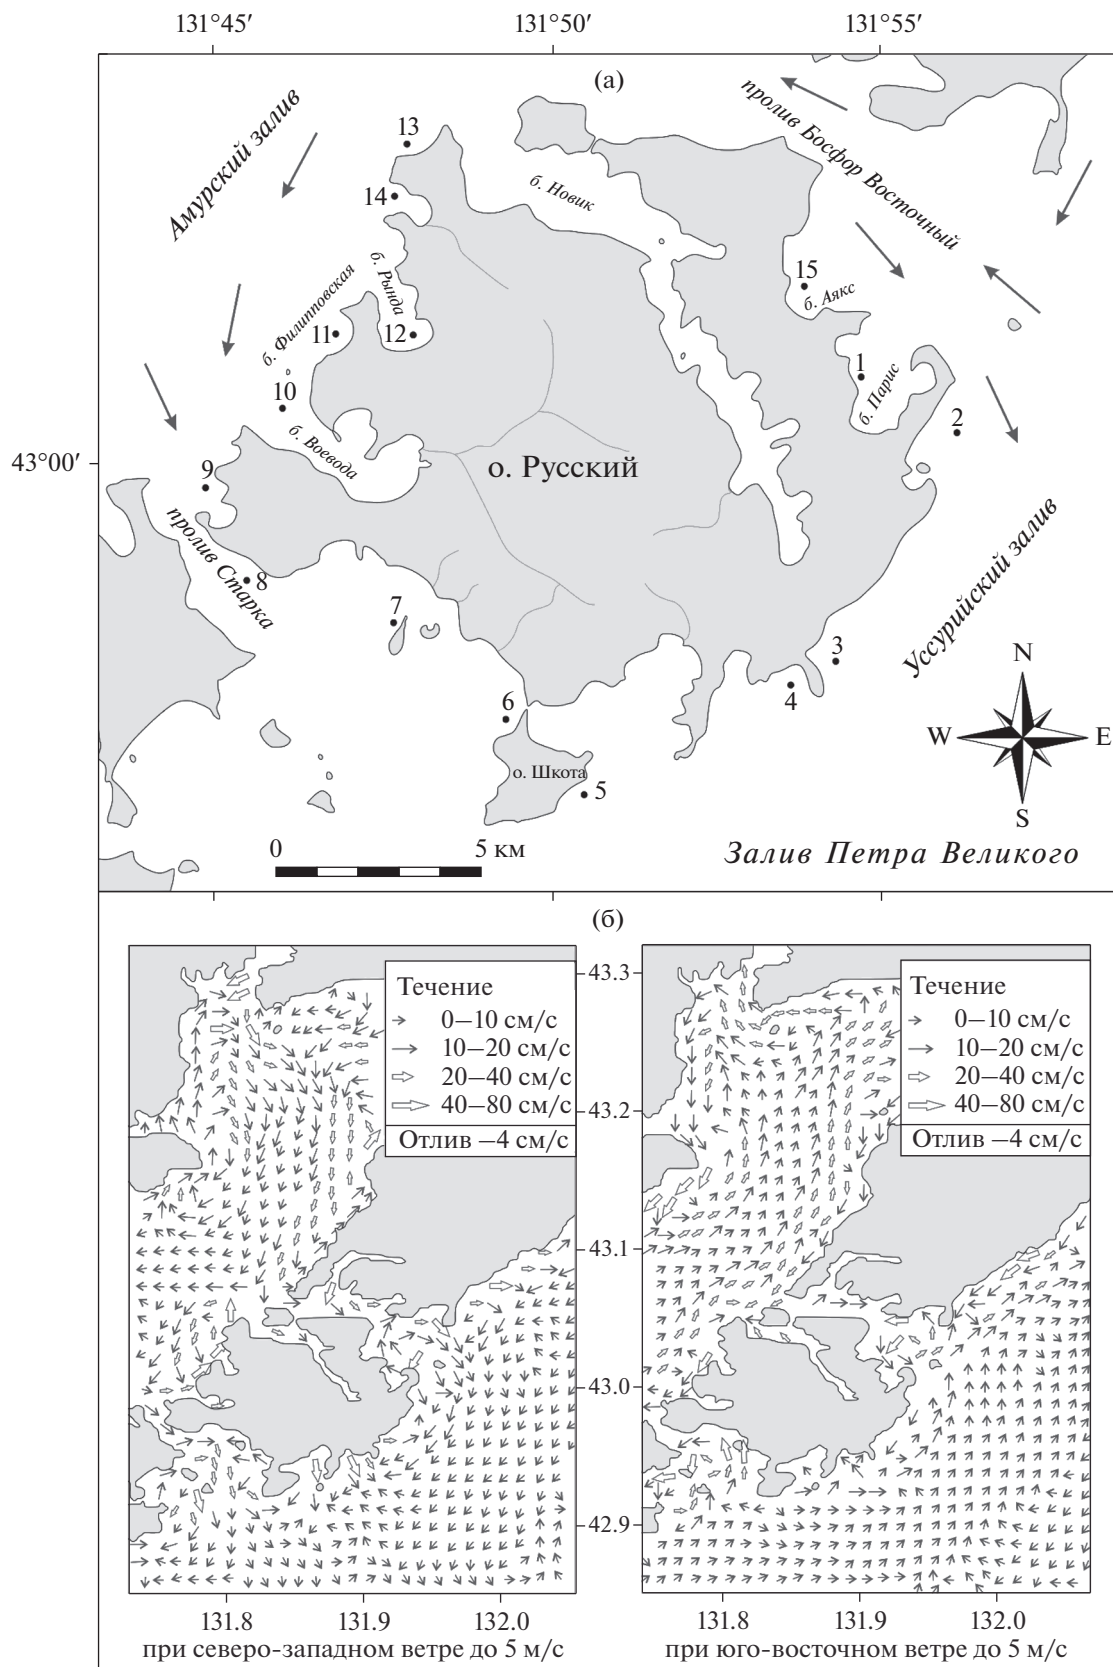 131°45′ 131°50′ 131°55′
(а)
Амурский залив
пролив Босфор Восточный
13
14
б. Новик
15
б. Аякс
б. Рында
б. Филипповская
11
12
1
б. Парис
2
10
б. Воевода
43°00′
9
о. Русский
пролив Старка
8
7
Уссурийский залив
3
4
6
о. Шкота
5
N
W E
S
0 5 км
Залив Петра Великого
(б)
Течение
0–10 см/с
10–20 см/с
20–40 см/с
40–80 см/с
Отлив –4 см/с
43.3
43.2
43.1
43.0
42.9
Течение
0–10 см/с
10–20 см/с
20–40 см/с
40–80 см/с
Отлив –4 см/с
131.8 131.9 132.0
131.8 131.9 132.0
при северо-западном ветре до 5 м/с
при юго-восточном ветре до 5 м/с